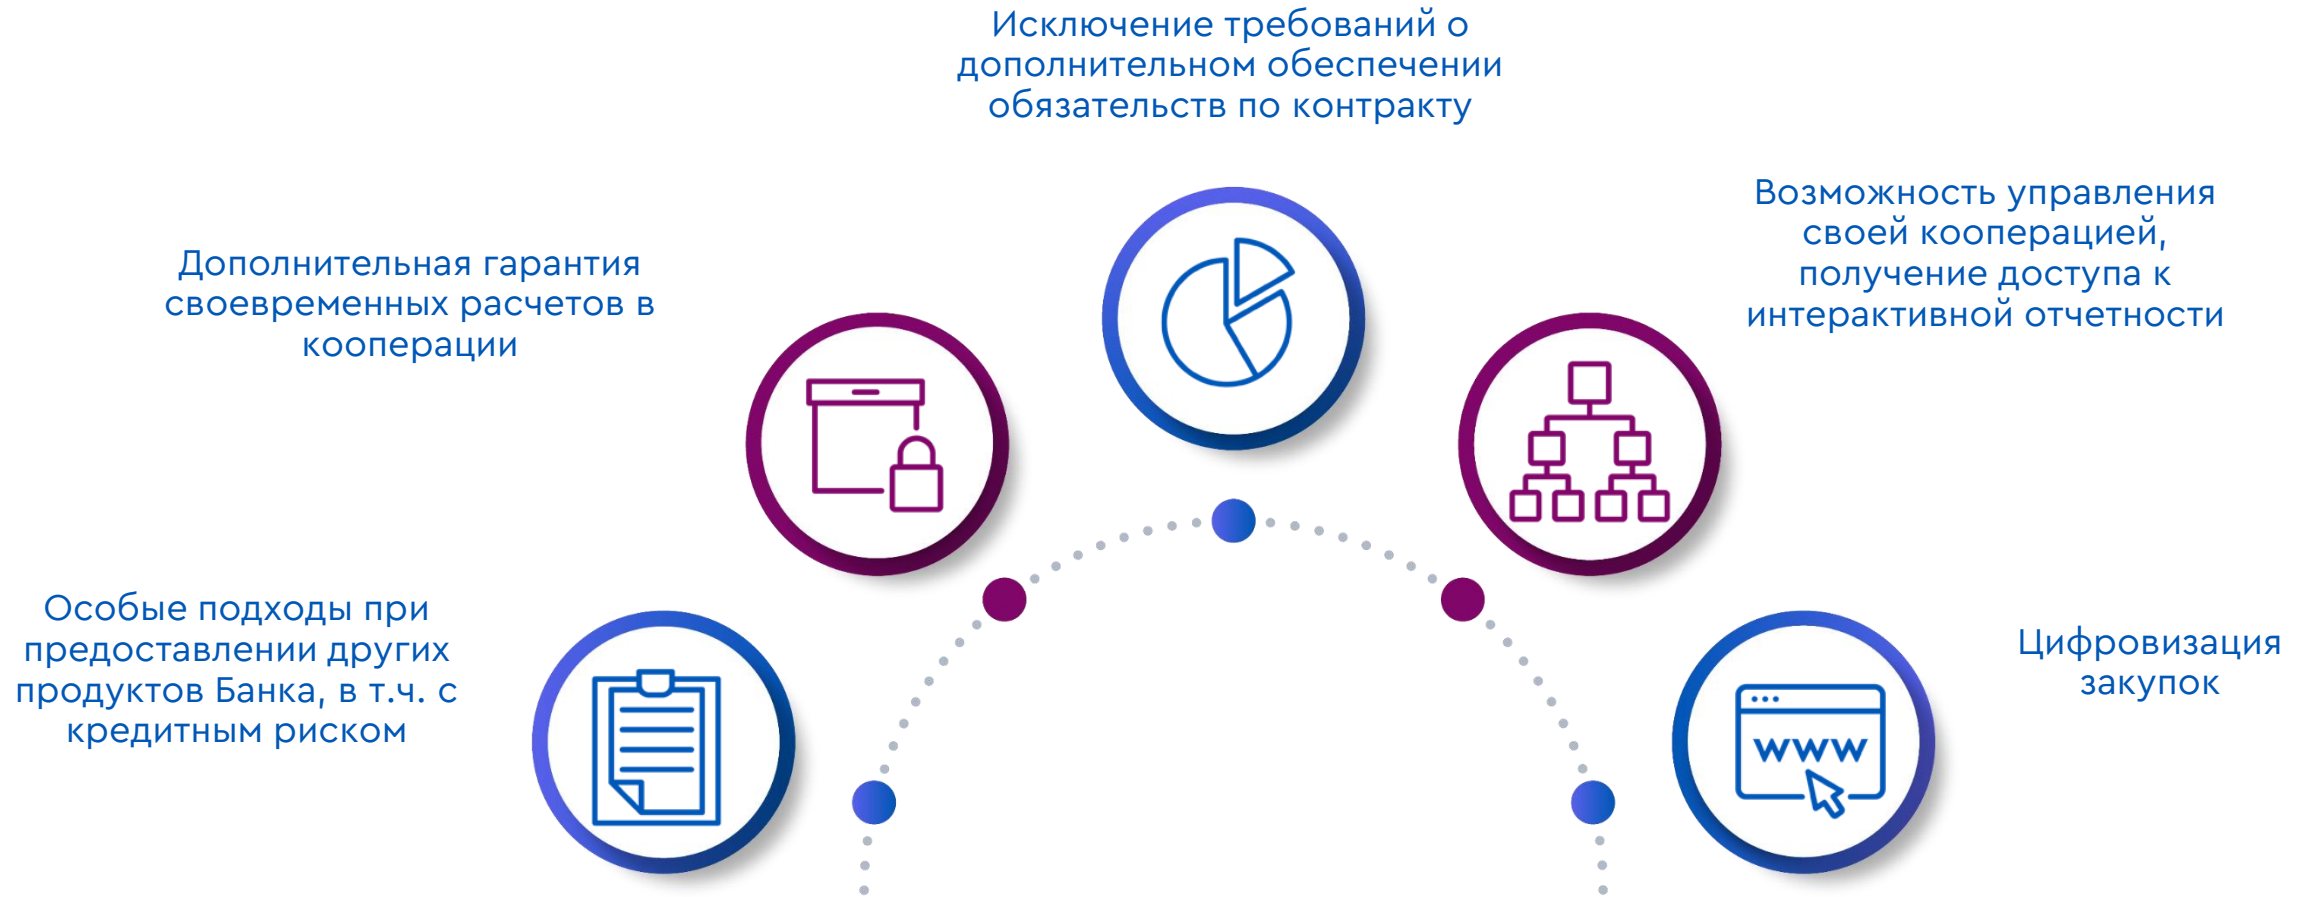 Исключение требований о
дополнительном обеспечении
обязательств по контракту
Возможность управления
своей кооперацией,
получение доступа к
интерактивной отчетности
Дополнительная гарантия
своевременных расчетов в
кооперации
Особые подходы при
предоставлении других
продуктов Банка, в т.ч. с
кредитным риском
Цифровизация
закупок
www